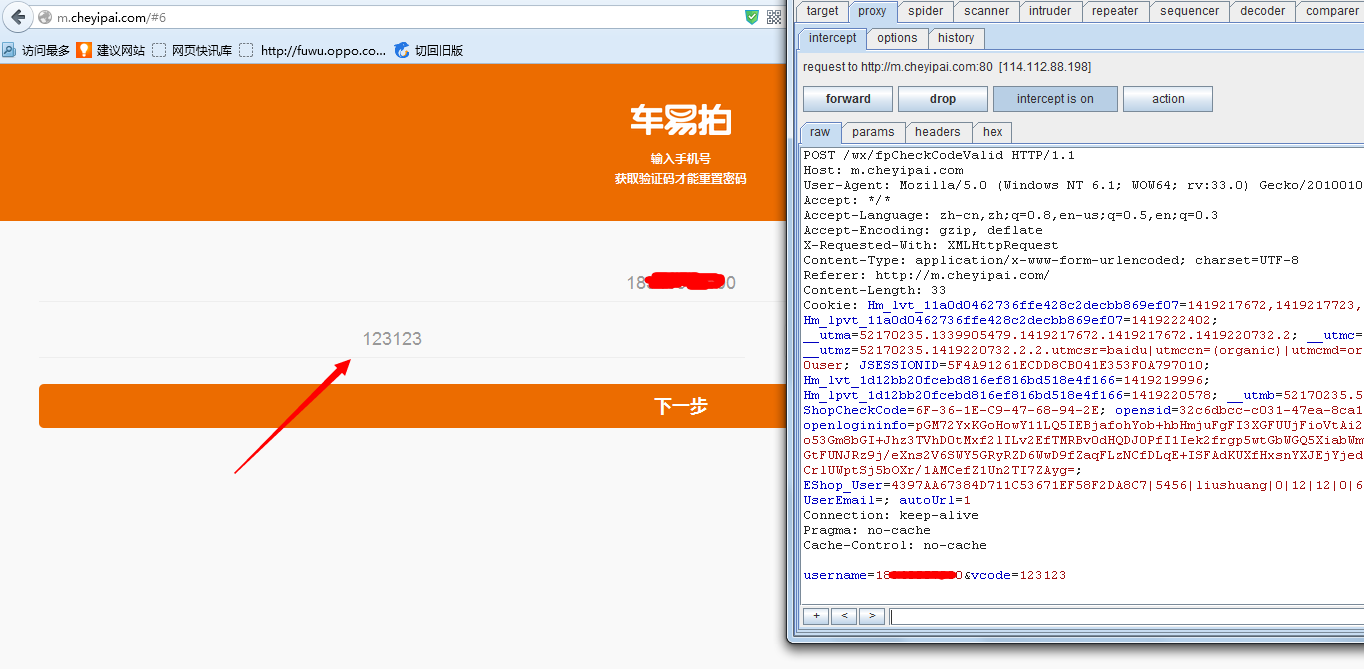 m.cheyipai.com/#6
访问最多 建议网站 网页快讯库 http://fuwu.oppo.co... 切回旧版
车易拍
输入手机号
获取验证码才能重置密码
123123
下一步
target proxy spider scanner intruder repeater sequencer decoder comparer
intercept options history
request to http://m.cheyipai.com:80 [114.112.88.198]
forward drop intercept is on action
raw params headers hex
POST /wx/fpCheckCodeValid HTTP/1.1
Host: m.cheyipai.com
User-Agent: Mozilla/5.0 (Windows NT 6.1; WOW64; rv:33.0) Gecko/2010010
Accept: */*
Accept-Language: zh-cn,zh;q=0.8,en-us;q=0.5,en;q=0.3
Accept-Encoding: gzip, deflate
X-Requested-With: XMLHttpRequest
Content-Type: application/x-www-form-urlencoded; charset=UTF-8
Referer: http://m.cheyipai.com/
Content-Length: 33
Cookie: Hm_lvt_11a0d0462736ffe428c2decbb869ef07=1419217672,1419217723,
Hm_lpvt_11a0d0462736ffe428c2decbb869ef07=1419222402;
__utma=52170235.1339905479.1419217672.1419217672.1419220732.2; __utmc=
__utmz=52170235.1419220732.2.2.utmcsr=baidu|utmccn=(organic)|utmcmd=or
0user; JSESSIONID=5F4A91261ECDD8CB041E353F0A797010;
Hm_lvt_1d12bb20fcebd816ef816bd518e4f166=1419219996;
Hm_lpvt_1d12bb20fcebd816ef816bd518e4f166=1419220578; __utmb=52170235.5
ShopCheckCode=6F-36-1E-C9-47-68-94-2E; opensid=32c6dbcc-c031-47ea-8ca1
openlogininfo=pGM72YxKGoHowY11LQ5IEBjafohYob+hbHmjuFgFI3XGFUUjFioVtAi2
o53Gm8bGI+Jhz3TVhD0tMxf2lILv2EfTMRBvOdHQDJ0PfI1Iek2frgp5wtGbWGQ5XiabWm
GtFUNJRz9j/eXns2V6SWY5GRyRZD6WwD9fZaqFLzNCfDLqE+ISFAdKUXfHxsnYXJEjYjed
CrlUWptSj5bOXr/1AMCefZ1Un2TI7ZAyg=;
EShop_User=4397AA67384D711C53671EF58F2DA8C7|5456|liushuang|0|12|12|0|6
UserEmail=; autoUrl=1
Connection: keep-alive
Pragma: no-cache
Cache-Control: no-cache
username=18 0&vcode=123123
+ < >